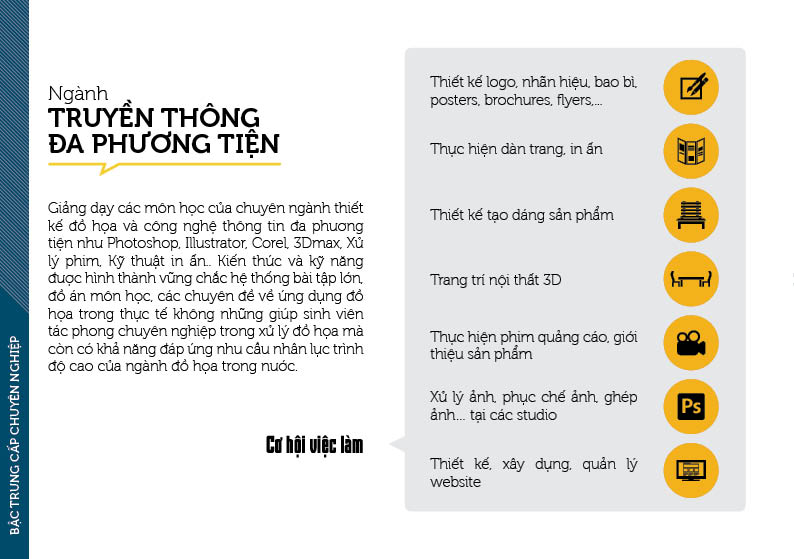 Ngành
TRUYỀN THÔNG
ĐA PHƯƠNG TIỆN
Giảng dạy các môn học của chuyên ngành thiết
kế đồ họa và công nghệ thông tin đa phương
tiện như Photoshop, Illustrator, Corel, 3Dmax, Xử
lý phim, Kỹ thuật in ấn.. Kiến thức và kỹ năng
được hình thành vững chắc hệ thống bài tập lớn,
đồ án môn học, các chuyên đề về ứng dụng đồ
họa trong thực tế không những giúp sinh viên
tác phong chuyên nghiệp trong xử lý đồ họa mà
còn có khả năng đáp ứng nhu cầu nhân lực trình
độ cao của ngành đồ họa trong nước.
Cơ hội việc làm
Thiết kế logo, nhãn hiệu, bao bì,
posters, brochures, flyers,...
Thực hiện dàn trang, in ấn
Thiết kế tạo dáng sản phẩm
Trang trí nội thất 3D
Thực hiện phim quảng cáo, giới
thiệu sản phẩm
Xử lý ảnh, phục chế ảnh, ghép
ảnh... tại các studio
Ps
Thiết kế, xây dựng, quản lý
website
BẬC TRUNG CẤP CHUYÊN NGHIỆP